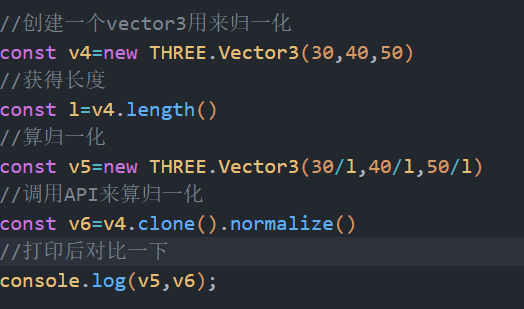 //创建一个vector3用来归一化
const v4=new THREE.Vector3(30,40,50)
//获得长度
const l=v4.length()
//算归一化
const v5=new THREE.Vector3(30/l,40/l,50/l)
//调用API来算归一化
const v6=v4.clone().normalize()
//打印后对比一下
console.log(v5,v6);